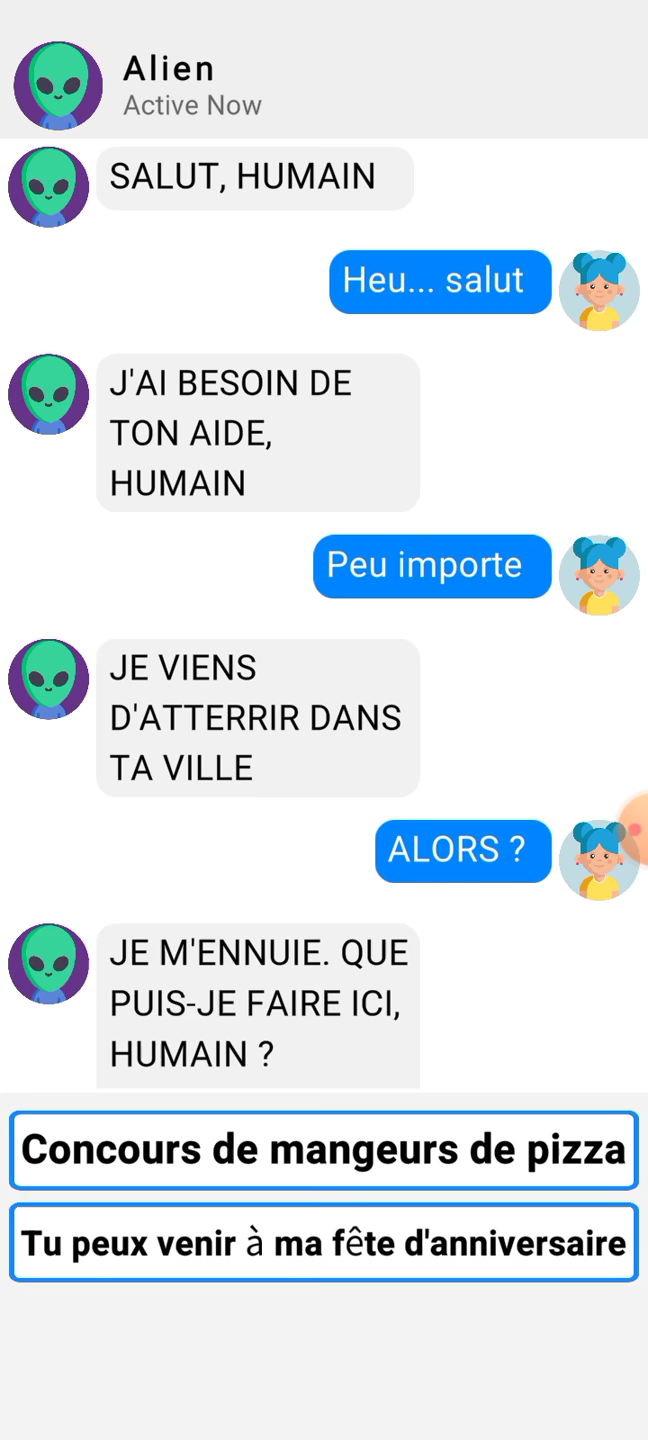 Alien
Active Now
SALUT, HUMAIN
Heu... salut
J'AI BESOIN DE
TON AIDE,
HUMAIN
Peu importe
JE VIENS
D'ATTERRIR DANS
TA VILLE
ALORS ?
JE M'ENNUIE. QUE
PUIS-JE FAIRE ICI,
HUMAIN ?
Concours de mangeurs de pizza
Tu peux venir à ma fête d'anniversaire